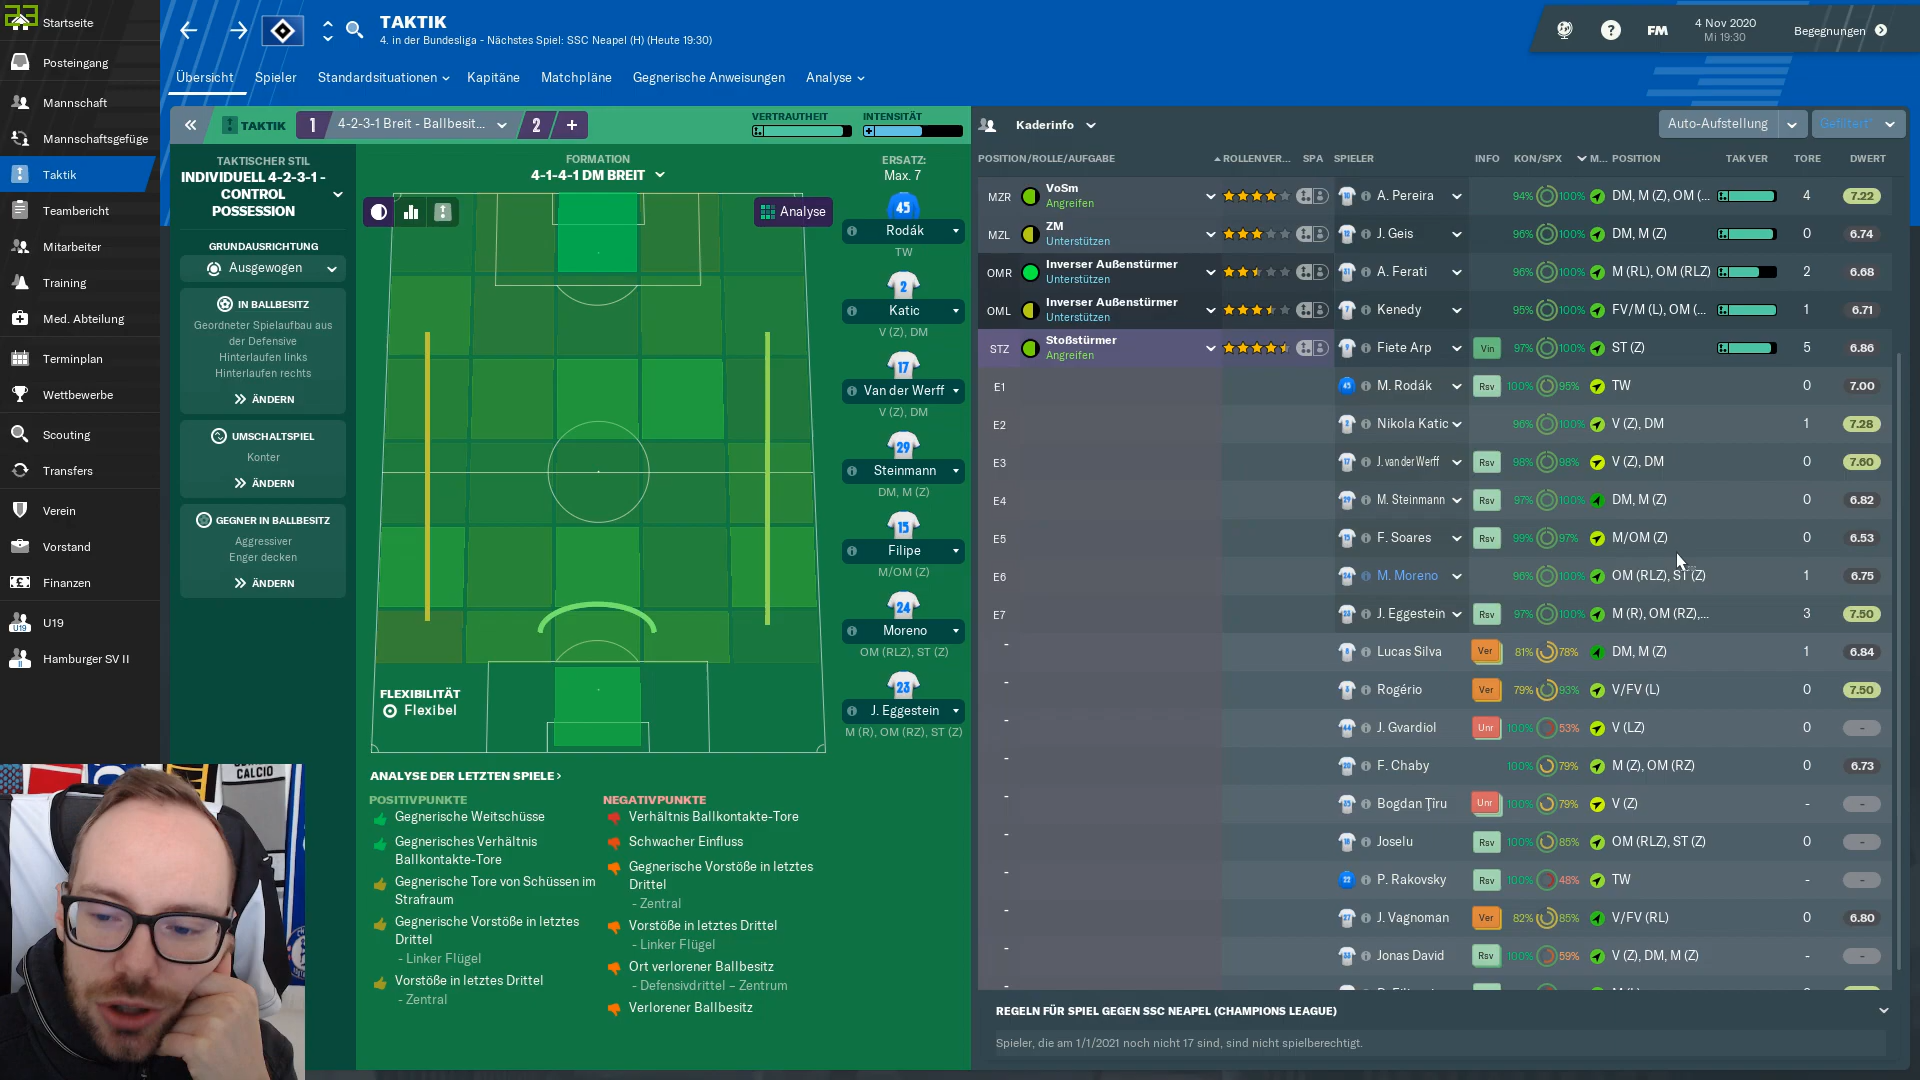 23
Startseite
Posteingang
Mannschaft
Mannschaftsgefüge
Taktik
Teambericht
Mitarbeiter
Training
Med. Abteilung
Terminplan
Wettbewerbe
Scouting
Transfers
Verein
Vorstand
Finanzen
U19
U19
II
Hamburger SV II
TAKTIK
4. in der Bundesliga - Nächstes Spiel: SSC Neapel (H) (Heute 19:30)
Übersicht
Spieler
Standardsituationen
Kapitäne
Matchpläne
Gegnerische Anweisungen
Analyse
?
FM
4 Nov 2020
Mi 19:30
Begegnungen
TAKTIK
1
4-2-3-1 Breit - Ballbesit...
2
+
VERTRAUTHEIT
INTENSITÄT
TAKTISCHER STIL
INDIVIDUELL 4-2-3-1 -
CONTROL
POSSESSION
GRUNDAUSRICHTUNG
Ausgewogen
IN BALLBESITZ
Geordneter Spielaufbau aus
der Defensive
Hinterlaufen links
Hinterlaufen rechts
ÄNDERN
UMSCHALTSPIEL
Konter
ÄNDERN
GEGNER IN BALLBESITZ
Aggressiver
Enger decken
ÄNDERN
FORMATION
4-1-4-1 DM BREIT
Analyse
FLEXIBILITÄT
Flexibel
ERSATZ:
Max. 7
45
Rodák
TW
2
Katic
V (Z), DM
17
Van der Werff
V (Z), DM
29
Steinmann
DM, M (Z)
15
Filipe
M/OM (Z)
24
Moreno
OM (RLZ), ST (Z)
23
J. Eggestein
M (R), OM (RZ), ST (Z)
ANALYSE DER LETZTEN SPIELE
POSITIVPUNKTE
Gegnerische Weitschüsse
Gegnerisches Verhältnis
Ballkontakte-Tore
Gegnerische Tore von Schüssen im
Strafraum
Gegnerische Vorstöße in letztes
Drittel
- Linker Flügel
Vorstöße in letztes Drittel
- Zentral
NEGATIVPUNKTE
Verhältnis Ballkontakte-Tore
Schwacher Einfluss
Gegnerische Vorstöße in letztes
Drittel
- Zentral
Vorstöße in letztes Drittel
- Linker Flügel
Ort verlorener Ballbesitz
- Defensivdrittel – Zentrum
Verlorener Ballbesitz
Kaderinfo
Auto-Aufstellung
Gefiltert*
POSITION/ROLLE/AUFGABE ROLLENVER... SPA SPIELER INFO KON/SPX M... POSITION TAK VER TORE DWERT
MZR VoSm Angreifen A. Pereira 94% 100% DM, M (Z), OM (... 4 7.22
MZL ZM Unterstützen J. Geis 96% 100% DM, M (Z) 0 6.74
OMR Inverser Außenstürmer Unterstützen A. Ferati 96% 100% M (RL), OM (RLZ) 2 6.68
OML Inverser Außenstürmer Unterstützen Kenedy 95% 100% FV/M (L), OM (... 1 6.71
STZ Stoßstürmer Angreifen Fiete Arp Vin 97% 100% ST (Z) 5 6.86
E1 M. Rodák Rsv 100% 95% TW 0 7.00
E2 Nikola Katic 96% 100% V (Z), DM 1 7.28
E3 J. van der Werff Rsv 98% 98% V (Z), DM 0 7.60
E4 M. Steinmann Rsv 97% 100% DM, M (Z) 0 6.82
E5 F. Soares Rsv 99% 97% M/OM (Z) 0 6.53
E6 M. Moreno 96% 100% OM (RLZ), ST (Z) 1 6.75
E7 J. Eggestein Rsv 97% 100% M (R), OM (RZ),... 3 7.50
- Lucas Silva Ver 81% 78% DM, M (Z) 1 6.84
- Rogério Ver 79% 93% V/FV (L) 0 7.50
- J. Gvardiol Unr 100% 53% V (LZ) 0 -
- F. Chaby 100% 79% M (Z), OM (RZ) 0 6.73
- Bogdan Țîru Unr 100% 79% V (Z) - -
- Joselu Rsv 100% 85% OM (RLZ), ST (Z) 0 -
- P. Rakovsky Rsv 100% 48% TW - -
- J. Vagnoman Ver 82% 85% V/FV (RL) 0 6.80
- Jonas David Rsv 100% 59% V (Z), DM, M (Z) - -
REGELN FÜR SPIEL GEGEN SSC NEAPEL (CHAMPIONS LEAGUE)
Spieler, die am 1/1/2021 noch nicht 17 sind, sind nicht spielberechtigt.
CALCIO